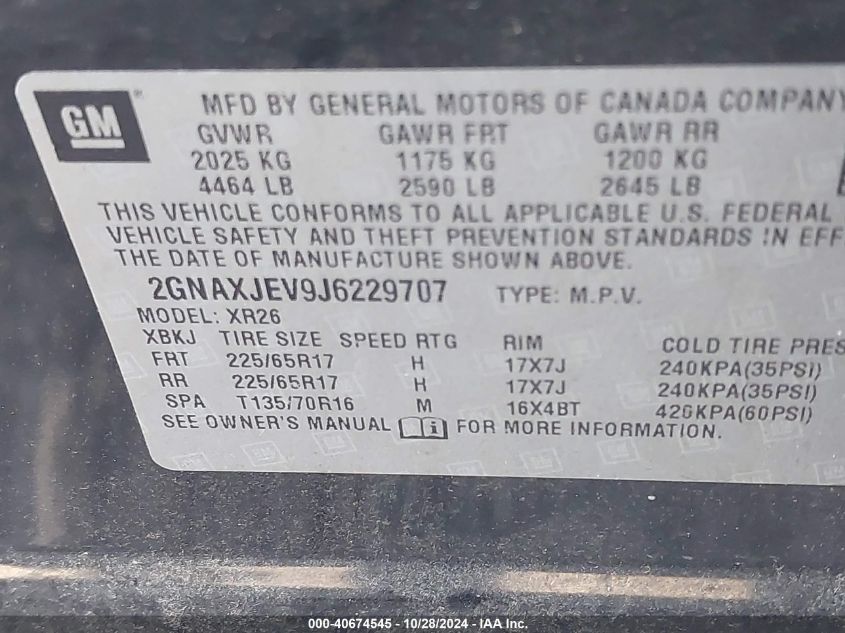 GM ®
MFD BY GENERAL MOTORS OF CANADA COMPANY
GVWR GAWR FRT GAWR RR
2025 KG 1175 KG 1200 KG
4464 LB 2590 LB 2645 LB
THIS VEHICLE CONFORMS TO ALL APPLICABLE U.S. FEDERAL
VEHICLE SAFETY AND THEFT PREVENTION STANDARDS IN EFF
THE DATE OF MANUFACTURE SHOWN ABOVE.
2GNAXJEV9J6229707 TYPE: M.P.V.
MODEL: XR26
XBKJ TIRE SIZE SPEED RTG RIM COLD TIRE PRES
FRT 225/65R17 H 17X7J 240KPA(35PSI)
RR 225/65R17 H 17X7J 240KPA(35PSI)
SPA T135/70R16 M 16X4BT 420KPA(60PSI)
SEE OWNER'S MANUAL i FOR MORE INFORMATION.
000-40674545 - 10/28/2024 - IAAI.com